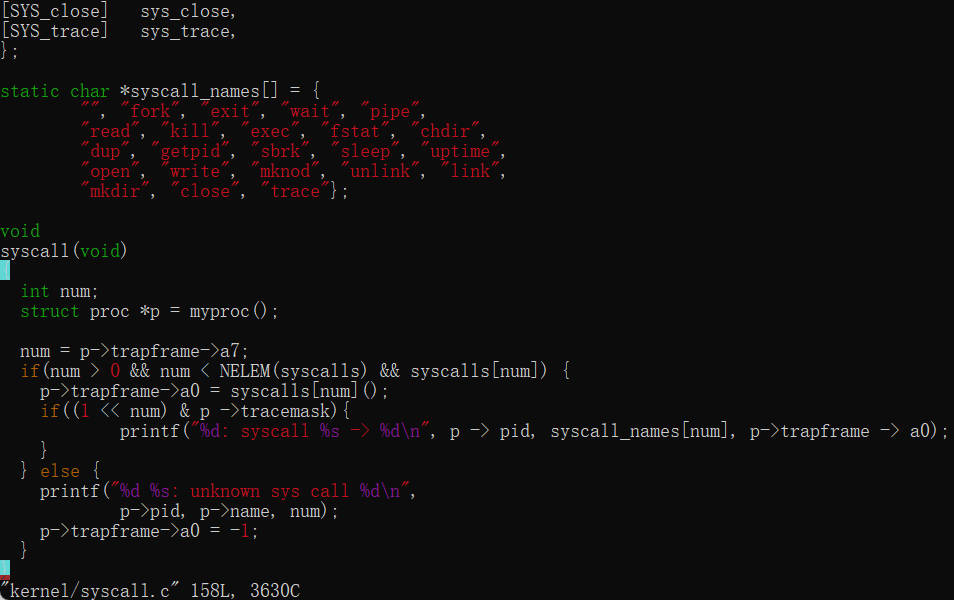 [SYS_close]   sys_close,
[SYS_trace]   sys_trace,
};
static char *syscall_names[] = {
        "", "fork", "exit", "wait", "pipe",
        "read", "kill", "exec", "fstat", "chdir",
        "dup", "getpid", "sbrk", "sleep", "uptime",
        "open", "write", "mknod", "unlink", "link",
        "mkdir", "close", "trace"};
void
syscall(void)
{
  int num;
  struct proc *p = myproc();
  num = p->trapframe->a7;
  if(num > 0 && num < NELEM(syscalls) && syscalls[num]) {
    p->trapframe->a0 = syscalls[num]();
    if((1 << num) & p ->tracemask){
            printf("%d: syscall %s -> %d\n", p -> pid, syscall_names[num], p->trapframe -> a0);
    }
  } else {
    printf("%d %s: unknown sys call %d\n",
            p->pid, p->name, num);
    p->trapframe->a0 = -1;
  }
}
"kernel/syscall.c" 158L, 3630C